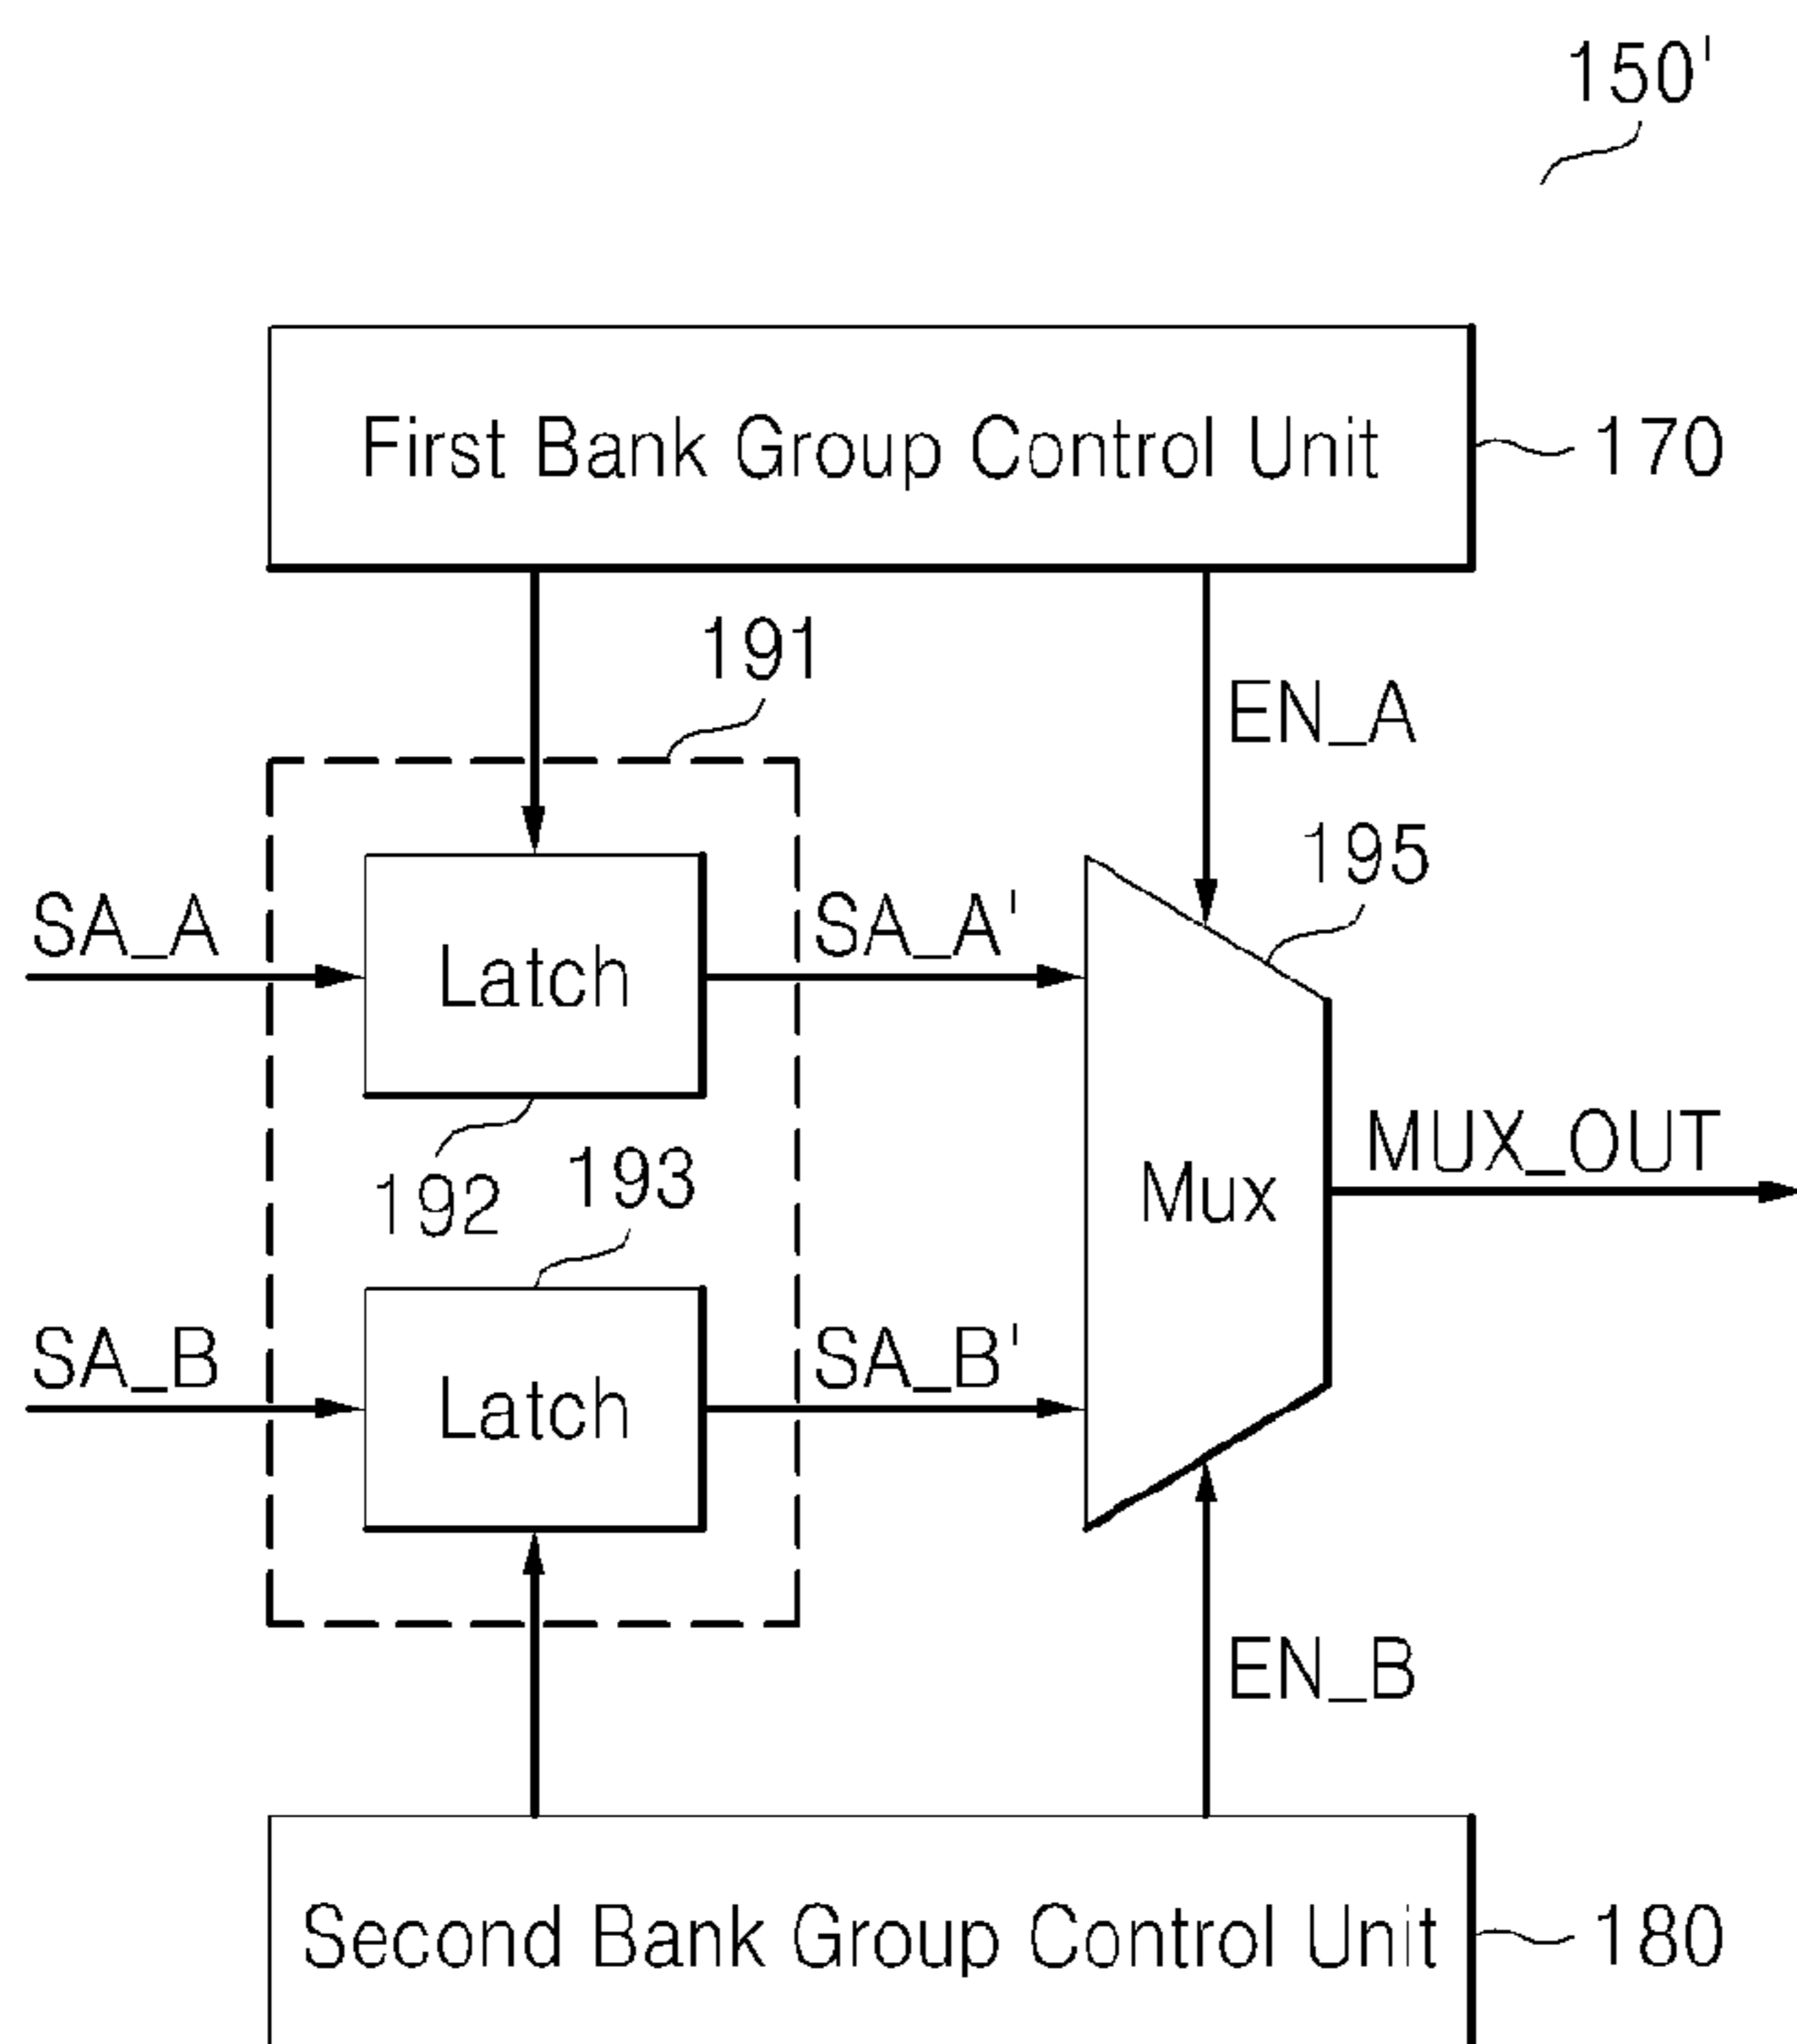 150'
First Bank Group Control Unit
170
191
EN_A
195
SA_A
Latch
SA_A'
192
193
MUX_OUT
Mux
SA_B
Latch
SA_B'
EN_B
Second Bank Group Control Unit
180